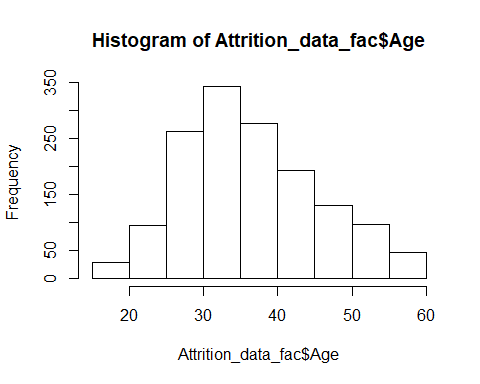 Histogram of Attrition_data_fac$Age
Frequency
350
250
150
50
0
20 30 40 50 60
Attrition_data_fac$Age